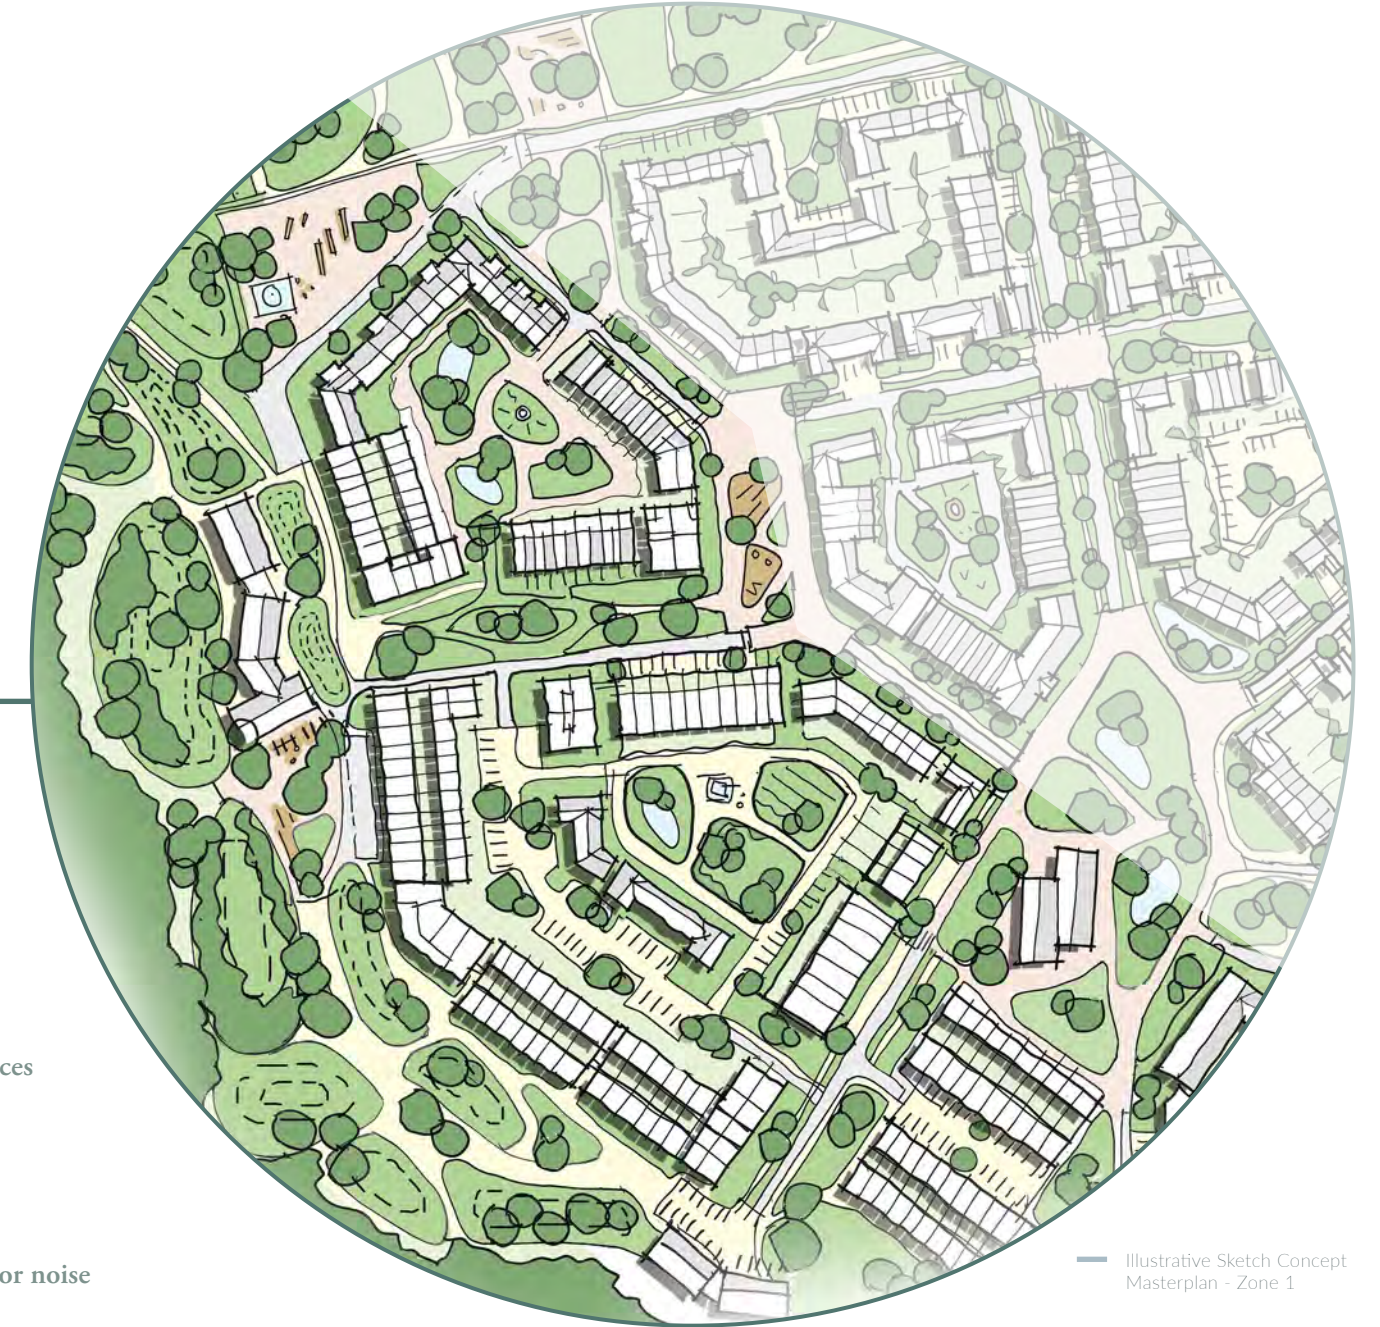 ces
or noise
Illustrative Sketch Concept
Masterplan - Zone 1